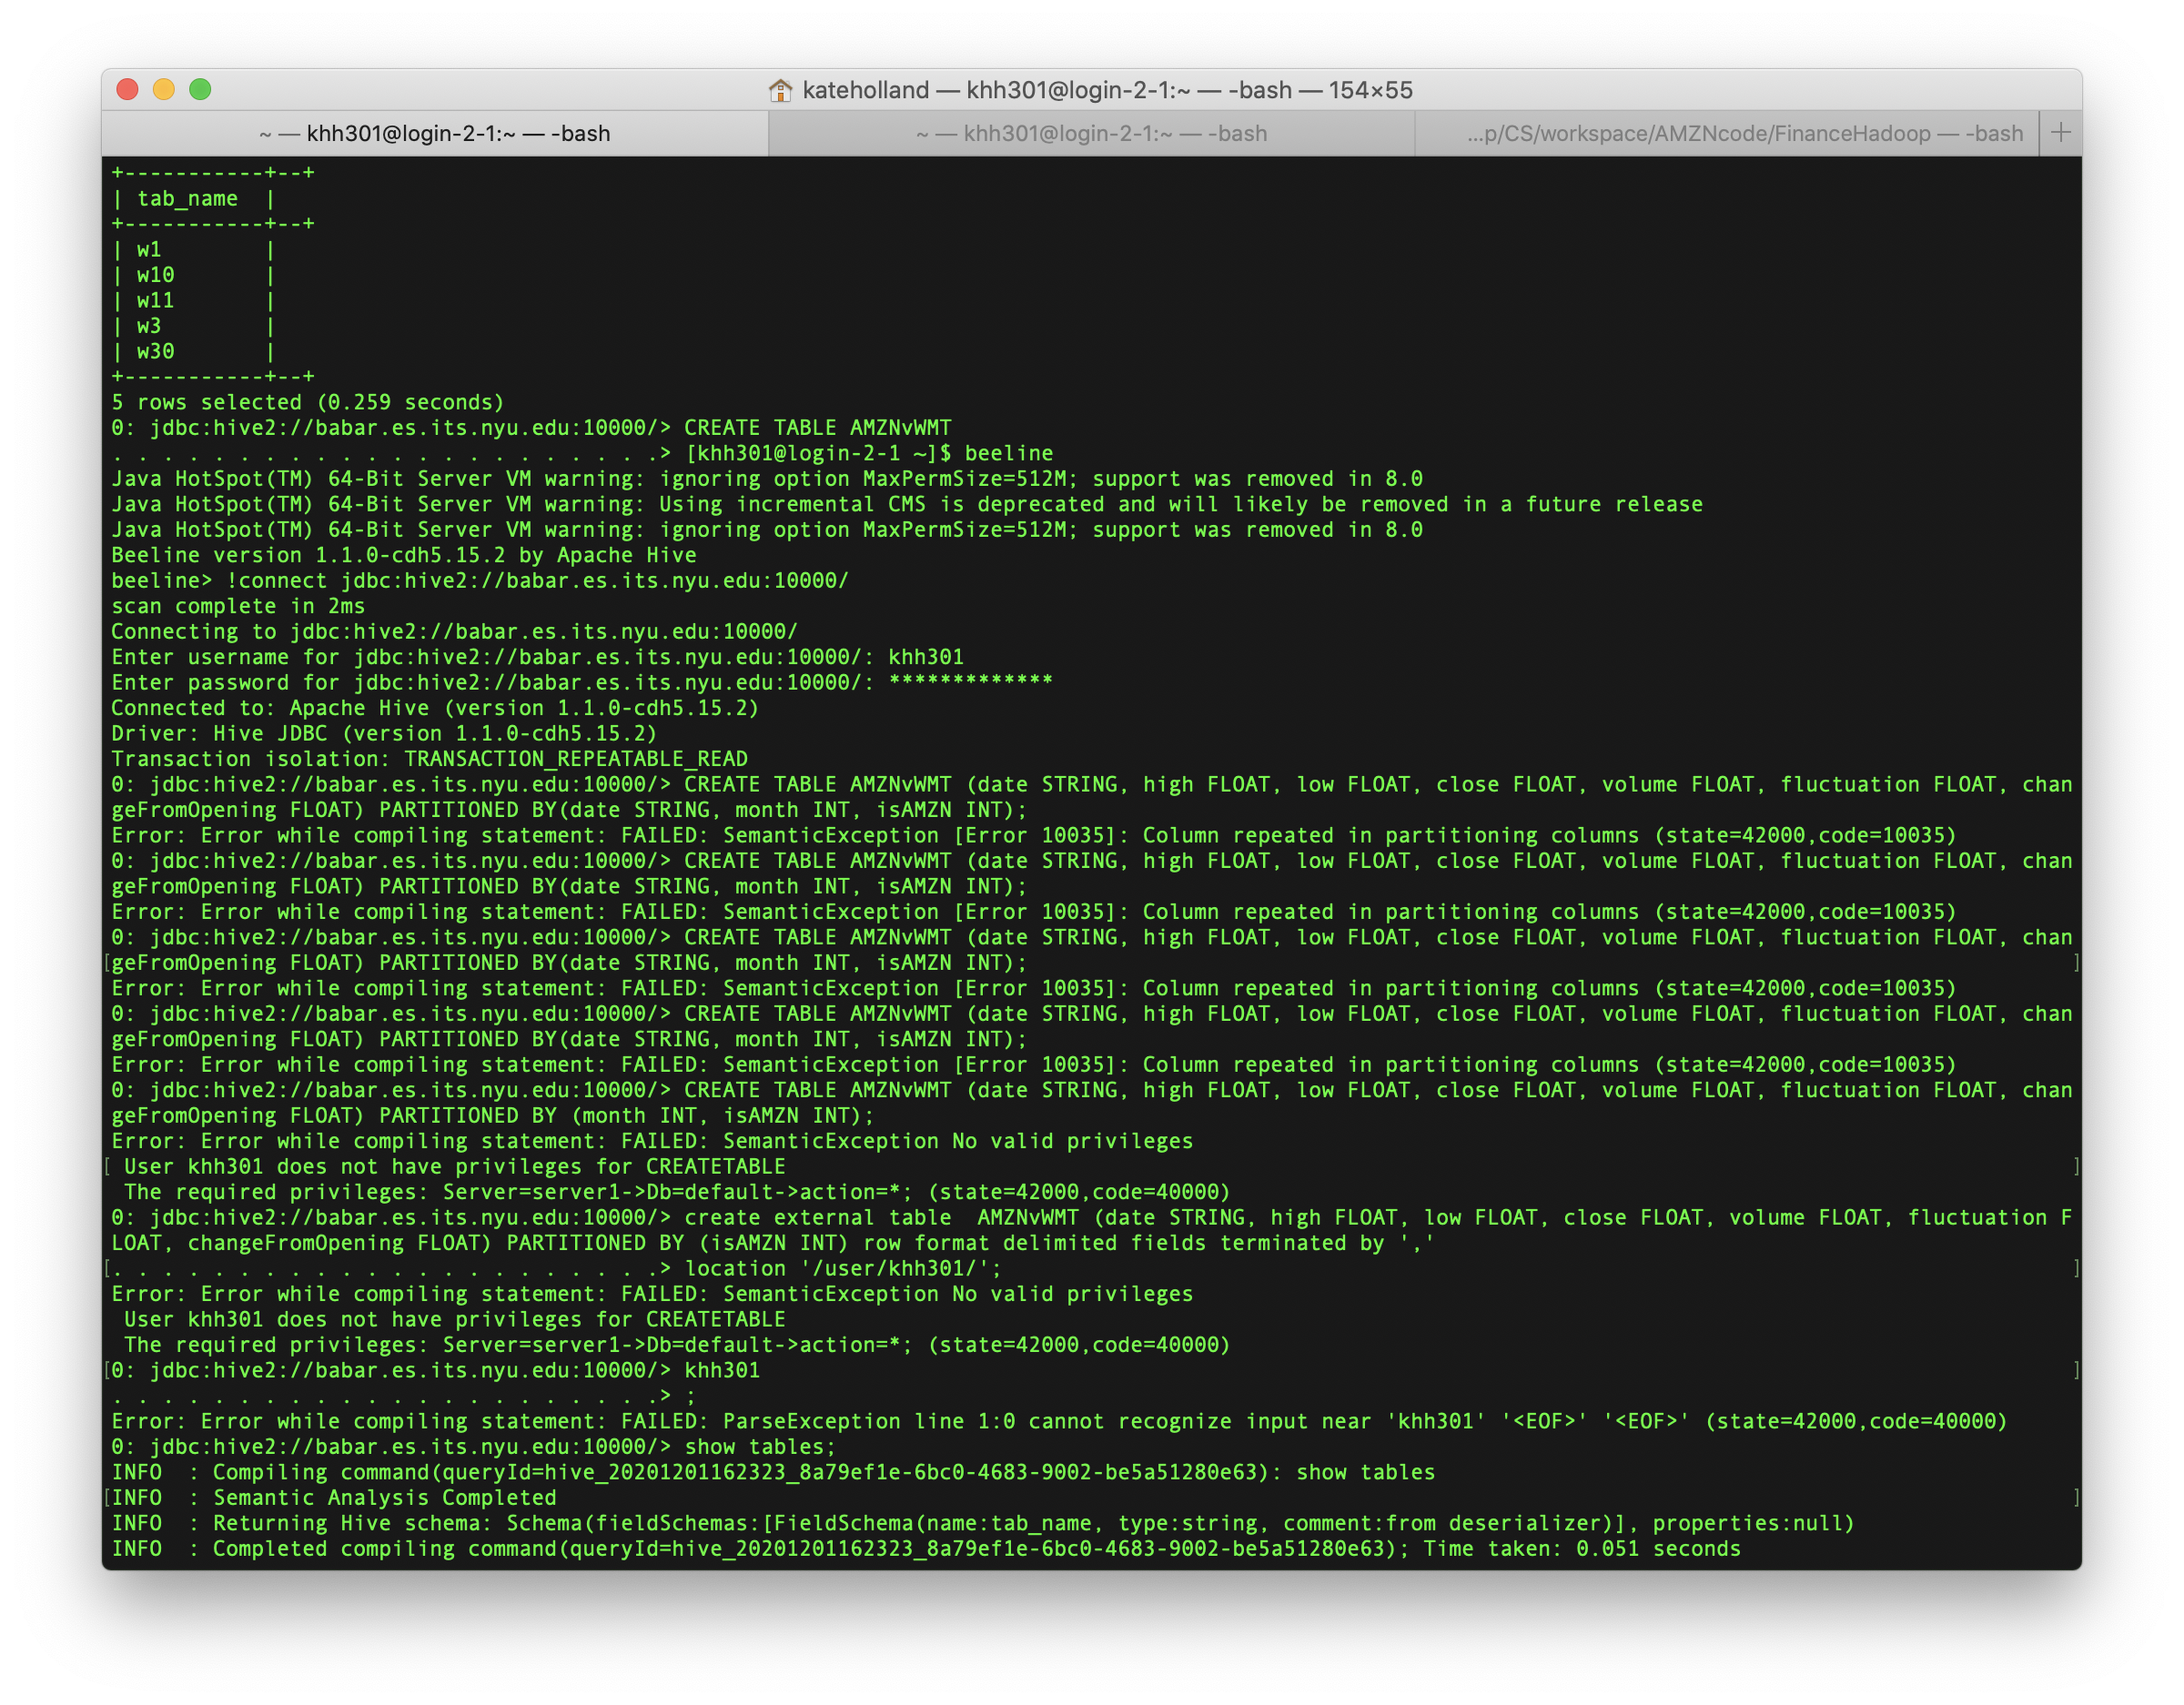 kateholland — khh301@login-2-1:~ — -bash — 154×55
~ — khh301@login-2-1:~ — -bash
~ — khh301@login-2-1:~ — -bash
...p/CS/workspace/AMZNcode/FinanceHadoop — -bash
+
+-----------+--+
| tab_name  |
+-----------+--+
| w1        |
| w10       |
| w11       |
| w3        |
| w30       |
+-----------+--+
5 rows selected (0.259 seconds)
0: jdbc:hive2://babar.es.its.nyu.edu:10000/> CREATE TABLE AMZNvWMT
. . . . . . . . . . . . . . . . . . . . . .> [khh301@login-2-1 ~]$ beeline
Java HotSpot(TM) 64-Bit Server VM warning: ignoring option MaxPermSize=512M; support was removed in 8.0
Java HotSpot(TM) 64-Bit Server VM warning: Using incremental CMS is deprecated and will likely be removed in a future release
Java HotSpot(TM) 64-Bit Server VM warning: ignoring option MaxPermSize=512M; support was removed in 8.0
Beeline version 1.1.0-cdh5.15.2 by Apache Hive
beeline> !connect jdbc:hive2://babar.es.its.nyu.edu:10000/
scan complete in 2ms
Connecting to jdbc:hive2://babar.es.its.nyu.edu:10000/
Enter username for jdbc:hive2://babar.es.its.nyu.edu:10000/: khh301
Enter password for jdbc:hive2://babar.es.its.nyu.edu:10000/: *************
Connected to: Apache Hive (version 1.1.0-cdh5.15.2)
Driver: Hive JDBC (version 1.1.0-cdh5.15.2)
Transaction isolation: TRANSACTION_REPEATABLE_READ
0: jdbc:hive2://babar.es.its.nyu.edu:10000/> CREATE TABLE AMZNvWMT (date STRING, high FLOAT, low FLOAT, close FLOAT, volume FLOAT, fluctuation FLOAT, chan
geFromOpening FLOAT) PARTITIONED BY(date STRING, month INT, isAMZN INT);
Error: Error while compiling statement: FAILED: SemanticException [Error 10035]: Column repeated in partitioning columns (state=42000,code=10035)
0: jdbc:hive2://babar.es.its.nyu.edu:10000/> CREATE TABLE AMZNvWMT (date STRING, high FLOAT, low FLOAT, close FLOAT, volume FLOAT, fluctuation FLOAT, chan
geFromOpening FLOAT) PARTITIONED BY(date STRING, month INT, isAMZN INT);
Error: Error while compiling statement: FAILED: SemanticException [Error 10035]: Column repeated in partitioning columns (state=42000,code=10035)
0: jdbc:hive2://babar.es.its.nyu.edu:10000/> CREATE TABLE AMZNvWMT (date STRING, high FLOAT, low FLOAT, close FLOAT, volume FLOAT, fluctuation FLOAT, chan
[geFromOpening FLOAT) PARTITIONED BY(date STRING, month INT, isAMZN INT); ]
Error: Error while compiling statement: FAILED: SemanticException [Error 10035]: Column repeated in partitioning columns (state=42000,code=10035)
0: jdbc:hive2://babar.es.its.nyu.edu:10000/> CREATE TABLE AMZNvWMT (date STRING, high FLOAT, low FLOAT, close FLOAT, volume FLOAT, fluctuation FLOAT, chan
geFromOpening FLOAT) PARTITIONED BY(date STRING, month INT, isAMZN INT);
Error: Error while compiling statement: FAILED: SemanticException [Error 10035]: Column repeated in partitioning columns (state=42000,code=10035)
0: jdbc:hive2://babar.es.its.nyu.edu:10000/> CREATE TABLE AMZNvWMT (date STRING, high FLOAT, low FLOAT, close FLOAT, volume FLOAT, fluctuation FLOAT, chan
geFromOpening FLOAT) PARTITIONED BY (month INT, isAMZN INT);
Error: Error while compiling statement: FAILED: SemanticException No valid privileges
[ User khh301 does not have privileges for CREATETABLE ]
 The required privileges: Server=server1->Db=default->action=*; (state=42000,code=40000)
0: jdbc:hive2://babar.es.its.nyu.edu:10000/> create external table  AMZNvWMT (date STRING, high FLOAT, low FLOAT, close FLOAT, volume FLOAT, fluctuation F
LOAT, changeFromOpening FLOAT) PARTITIONED BY (isAMZN INT) row format delimited fields terminated by ','
[. . . . . . . . . . . . . . . . . . . . . .> location '/user/khh301/'; ]
Error: Error while compiling statement: FAILED: SemanticException No valid privileges
 User khh301 does not have privileges for CREATETABLE
 The required privileges: Server=server1->Db=default->action=*; (state=42000,code=40000)
[0: jdbc:hive2://babar.es.its.nyu.edu:10000/> khh301 ]
. . . . . . . . . . . . . . . . . . . . . .> ;
Error: Error while compiling statement: FAILED: ParseException line 1:0 cannot recognize input near 'khh301' '<EOF>' '<EOF>' (state=42000,code=40000)
0: jdbc:hive2://babar.es.its.nyu.edu:10000/> show tables;
INFO  : Compiling command(queryId=hive_20201201162323_8a79ef1e-6bc0-4683-9002-be5a51280e63): show tables
[INFO  : Semantic Analysis Completed ]
INFO  : Returning Hive schema: Schema(fieldSchemas:[FieldSchema(name:tab_name, type:string, comment:from deserializer)], properties:null)
INFO  : Completed compiling command(queryId=hive_20201201162323_8a79ef1e-6bc0-4683-9002-be5a51280e63); Time taken: 0.051 seconds